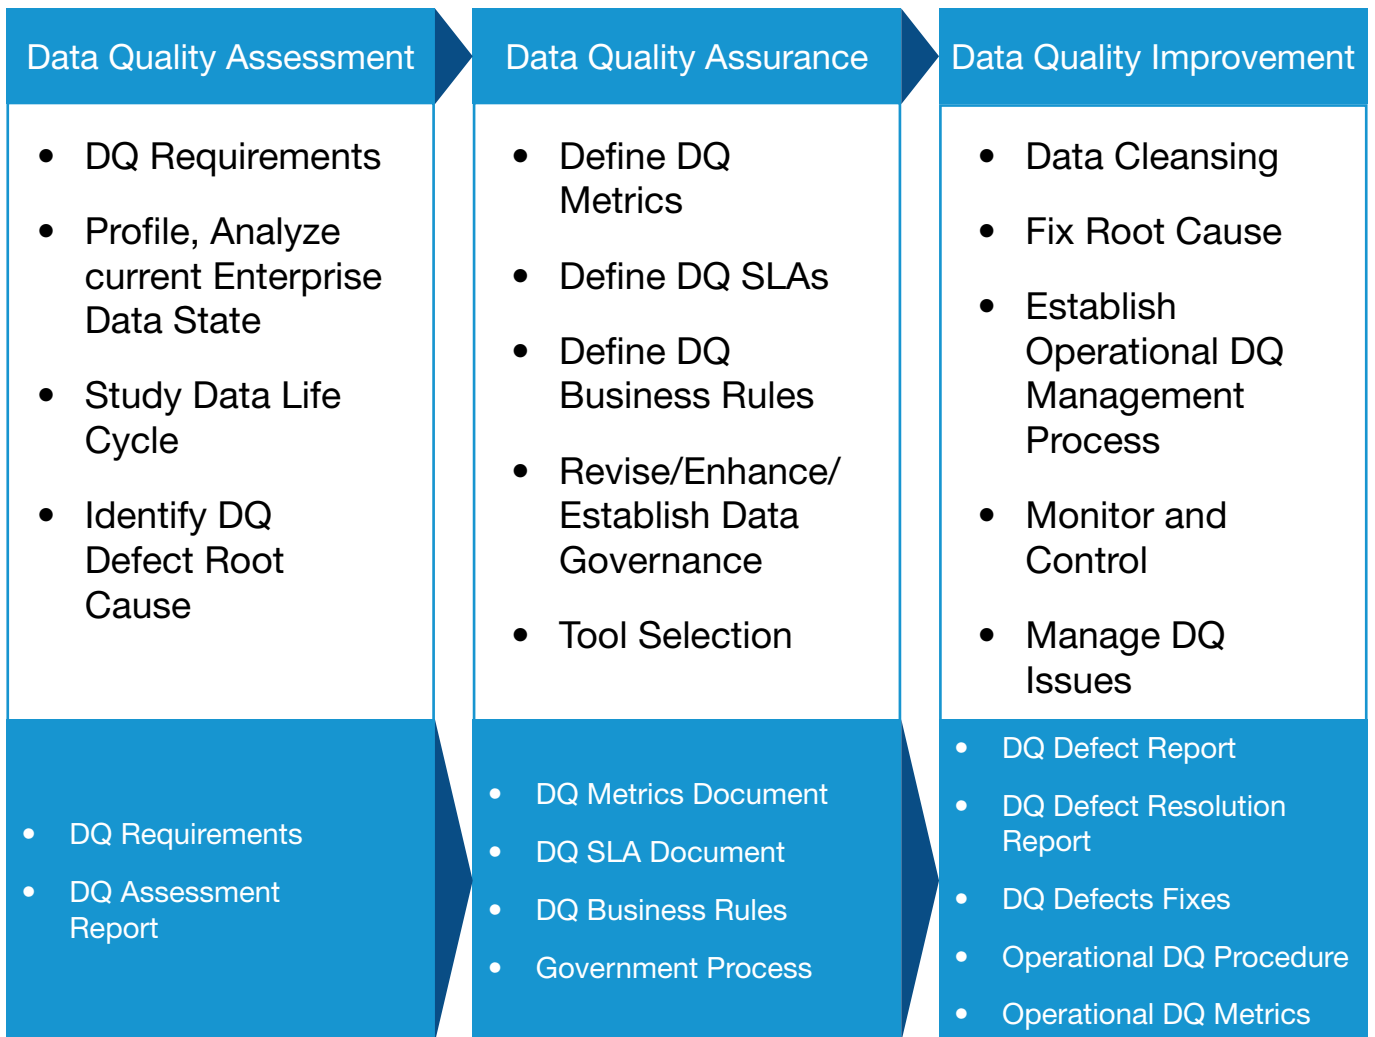 Data Quality Assessment
• DQ Requirements
• Profile, Analyze
current Enterprise
Data State
• Study Data Life
Cycle
• Identify DQ
Defect Root
Cause
• DQ Requirements
• DQ Assessment
Report
Data Quality Assurance
• Define DQ
Metrics
• Define DQ SLAs
• Define DQ
Business Rules
• Revise/Enhance/
Establish Data
Governance
• Tool Selection
• DQ Metrics Document
• DQ SLA Document
• DQ Business Rules
• Government Process
Data Quality Improvement
• Data Cleansing
• Fix Root Cause
• Establish
Operational DQ
Management
Process
• Monitor and
Control
• Manage DQ
Issues
• DQ Defect Report
• DQ Defect Resolution
Report
• DQ Defects Fixes
• Operational DQ Procedure
• Operational DQ Metrics